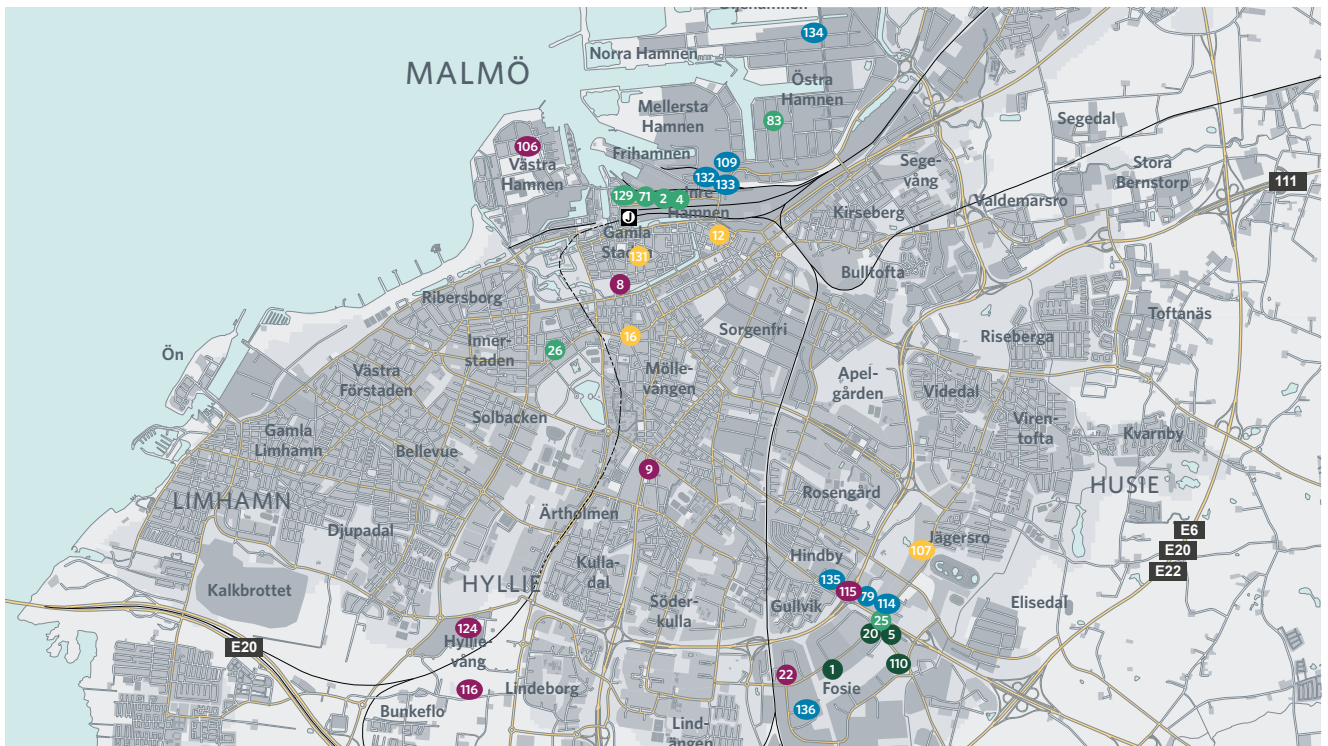 134
Norra Hamnen
MALMÖ
Östra
Hamnen
Mellersta
Hamnen
83
Segedal
106
Västra
Hamnen
Frihamnen
109
Sege-
vång
Stora
Bernstorp
132
133
111
129
71
2
4
Hamnen
Kirseberg
Valdemarsro
Gamla
12
131
Bulltofta
8
Ribersborg
Toftanäs
Sorgenfri
Riseberga
16
Inner-
staden
26
Ön
Västra
Förstaden
Mölle-
vången
Apel-
gården
Videdal
Solbacken
Viren-
tofta
Kvarnby
Gamla
Limhamn
Bellevue
9
HUSIE
Rosengård
LIMHAMN
Ärtholmen
Djupadal
E6
Jägersro
107
E20
Hindby
E22
HYLLIE
Kulla-
dal
135
115
79
114
Kalkbrottet
Söder-
kulla
Gullvik
Elisedal
25
124
20
5
Hyllie-
vång
E20
110
1
22
116
Lindeborg
Fosie
Bunkeflo
136
Lind-
ängen